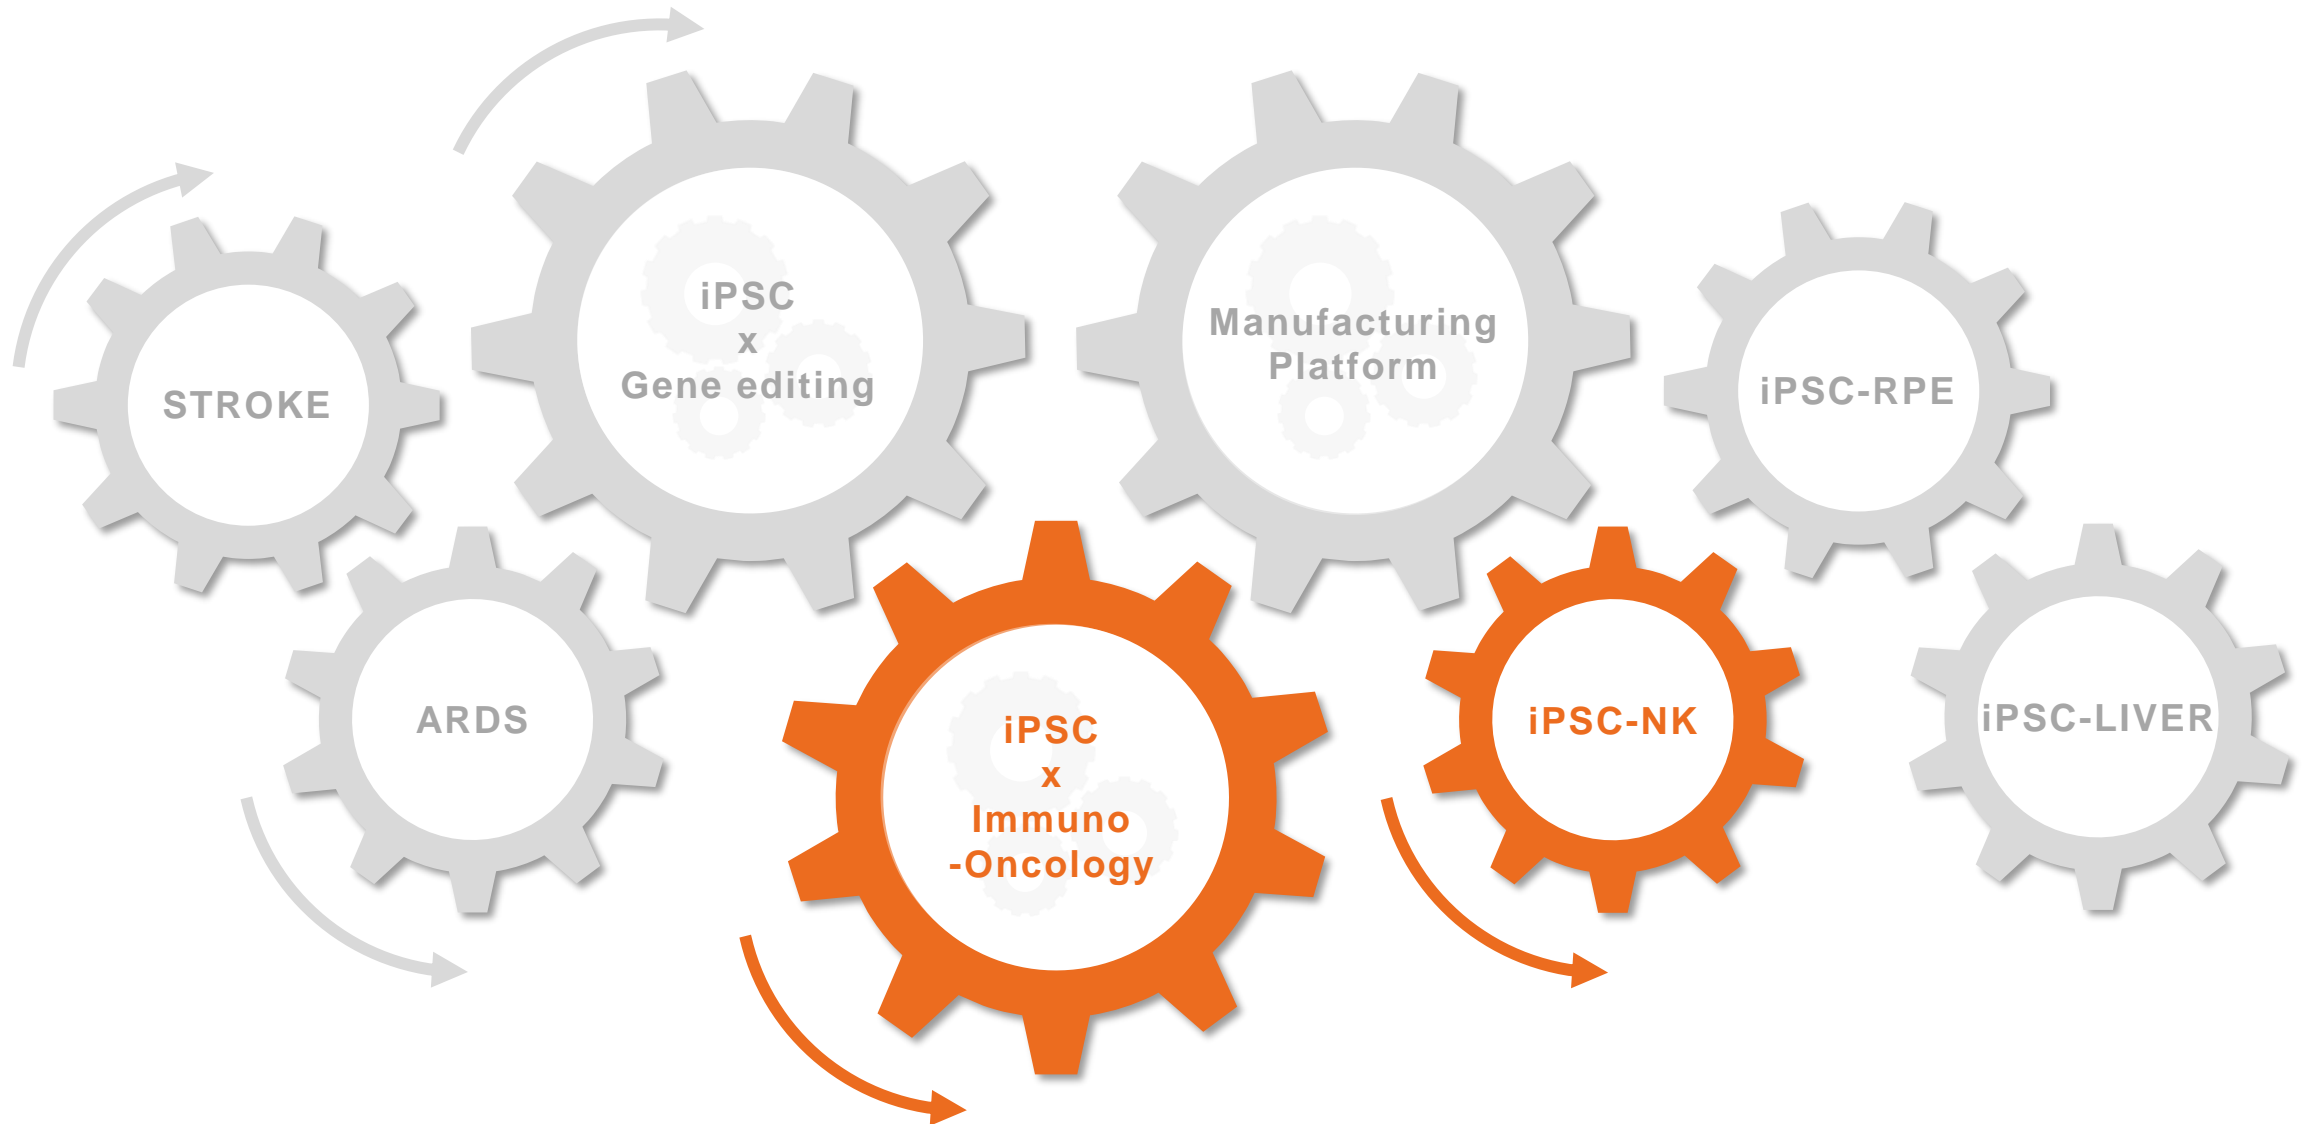 STROKE
iPSC
x
Gene editing
Manufacturing
Platform
iPSC-RPE
ARDS
iPSC
x
Immuno
-Oncology
iPSC-NK
iPSC-LIVER